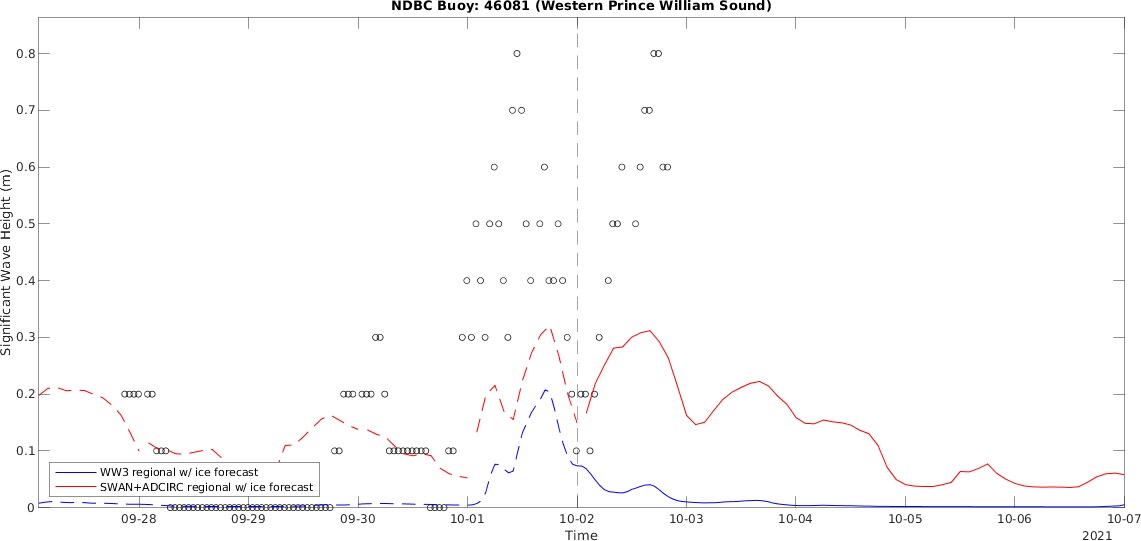 NDBC Buoy: 46081 (Western Prince William Sound)
Significant Wave Height (m)
0.8
0.7
0.6
0.5
0.4
0.3
0.2
0.1
0
WW3 regional w/ ice forecast
SWAN+ADCIRC regional w/ ice forecast
09-28 09-29 09-30 10-01 10-02 10-03 10-04 10-05 10-06 10-07
Time
2021